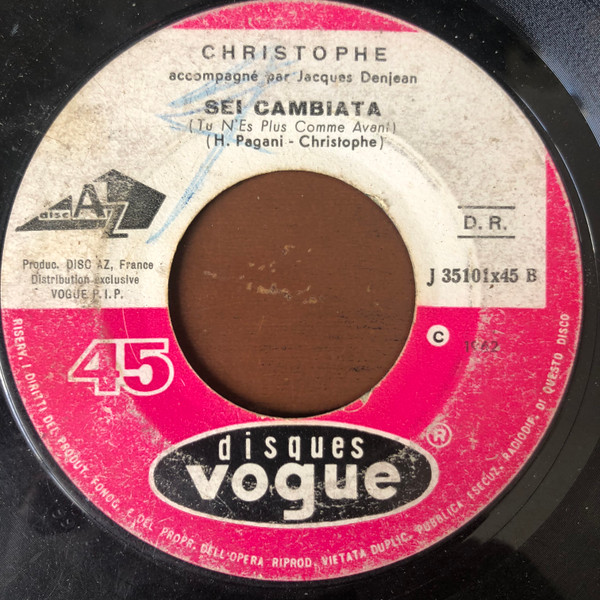 CHRISTOPHE
accompagné par Jacques Denjean
SEI CAMBIATA
(Tu N'Es Plus Comme Avant)
(H. Pagani - Christophe)
disc AZ
D. R.
Produc. DISC AZ, France
Distribution exclusive
VOGUE P.I.P.
J 35101x45 B
45
C
disques
vogue
R
RISERV. I DIRITTI DEL PRODUT. FONOG. E DEL PROPR. DELL'OPERA RIPROD. VIETATA DUPLIC. PUBBLICA ESECUZ. RADIODIF. DI QUESTO DISCO